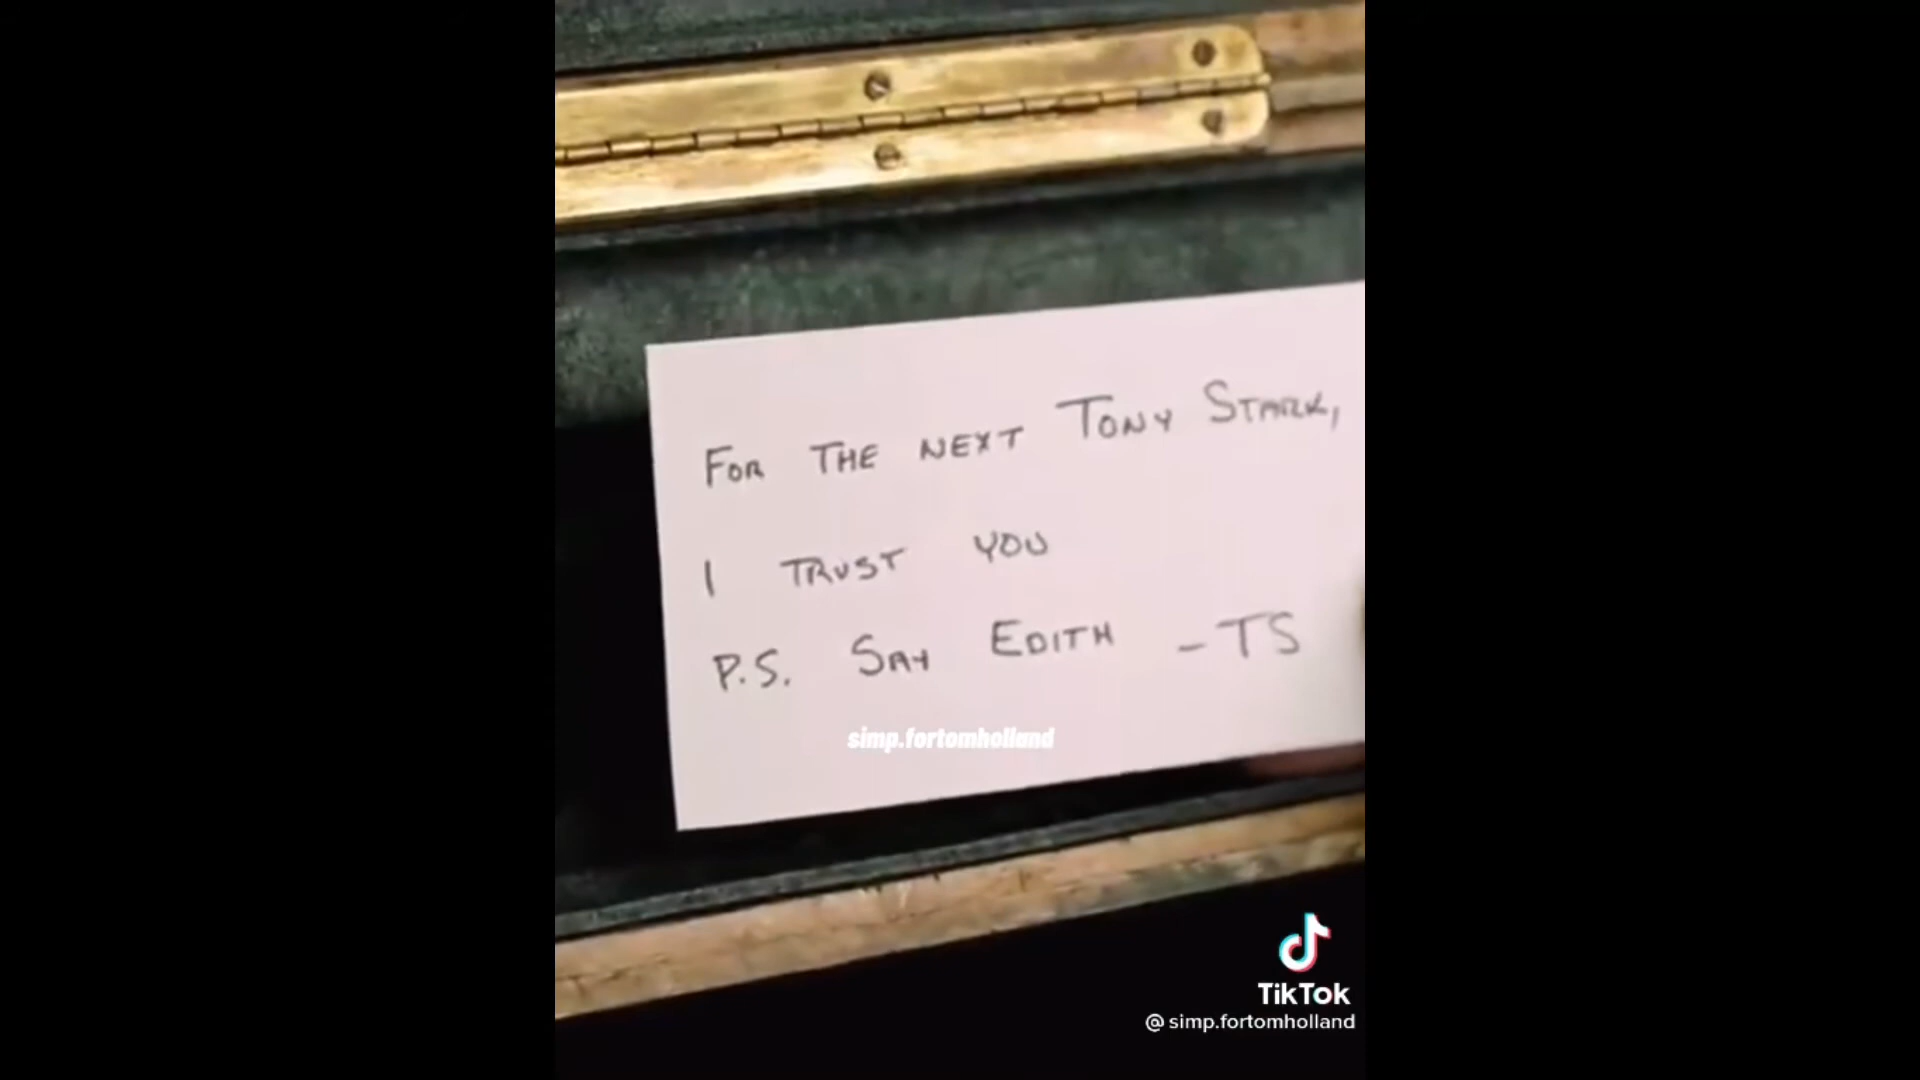 For the next Tony Stark,
I trust you
P.S. Say Edith – TS
simp.fortomholland
TikTok
@simp.fortomholland